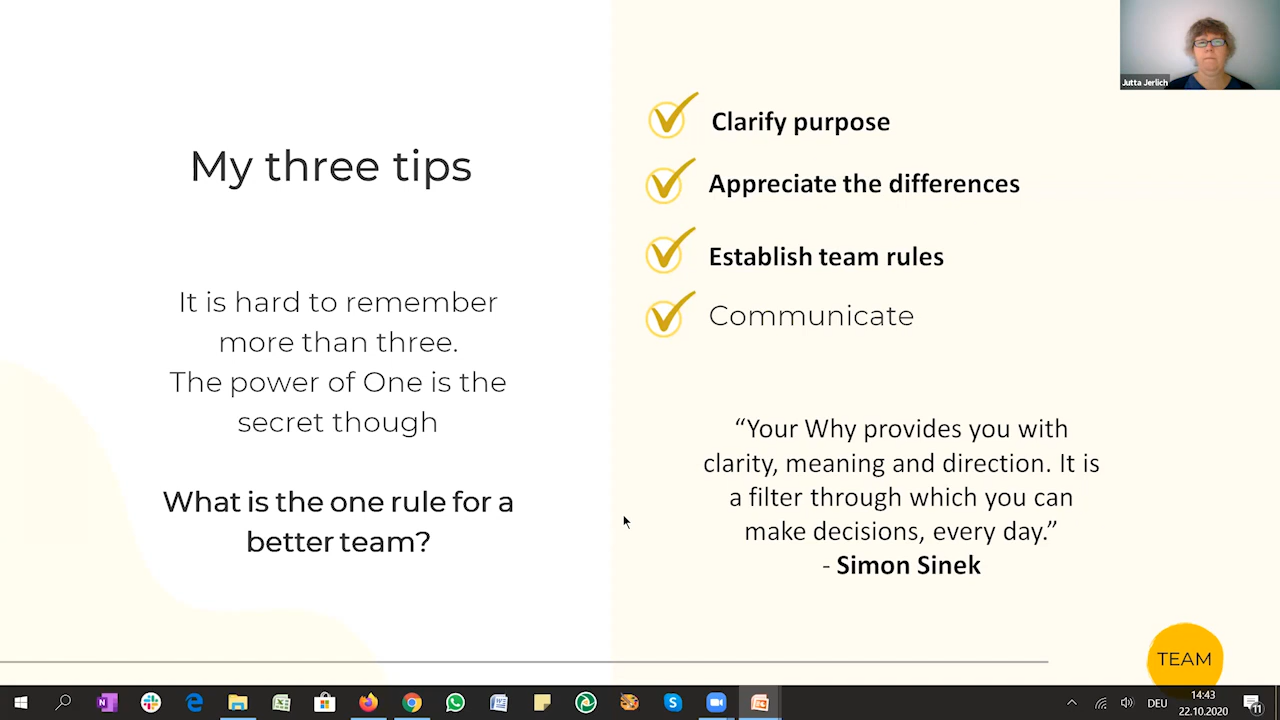 Jutta Jerlich
My three tips
It is hard to remember
more than three.
The power of One is the
secret though
What is the one rule for a
better team?
Clarify purpose
Appreciate the differences
Establish team rules
Communicate
“Your Why provides you with
clarity, meaning and direction. It is
a filter through which you can
make decisions, every day.”
- Simon Sinek
TEAM
DEU
14:43
22.10.2020
11